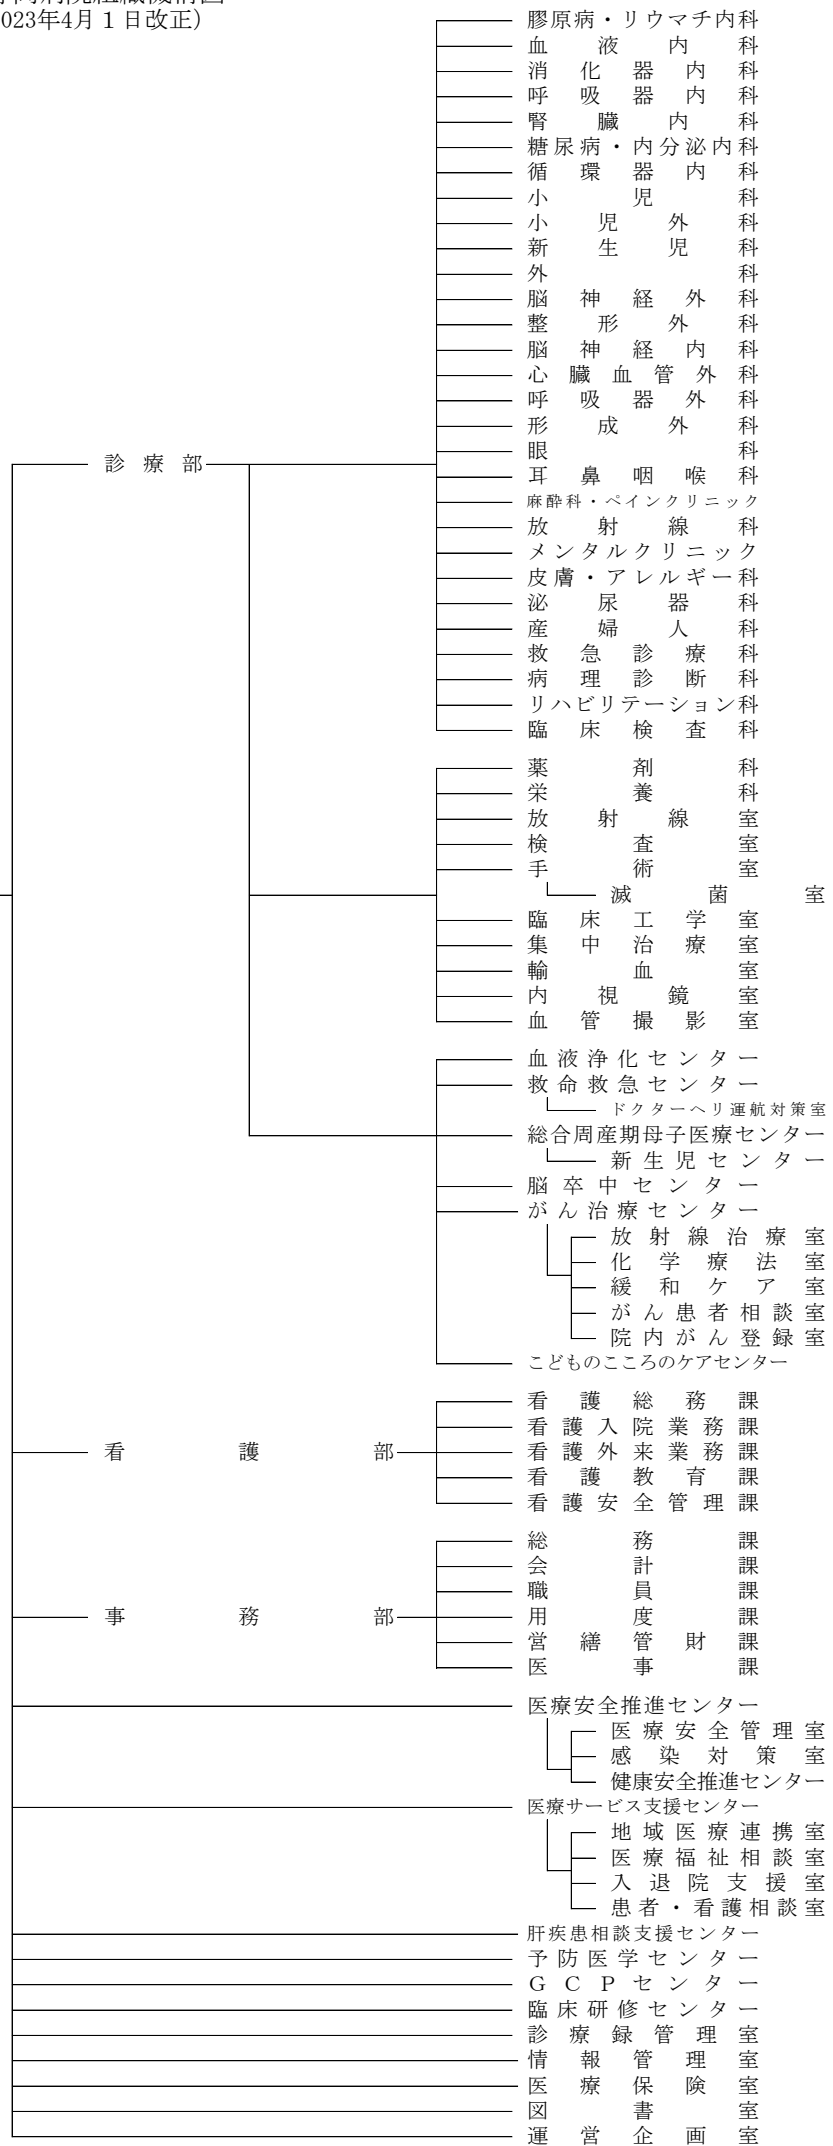 023年4月１日改正）
膠原病・リウマチ内科
血液内科
消化器内科
呼吸器内科
腎臓内科
糖尿病・内分泌内科
循環器内科
小児科
小児外科
新生児科
外科
脳神経外科
整形外科
脳神経内科
心臓血管外科
呼吸器外科
形成外科
眼科
診療部
耳鼻咽喉科
麻酔科・ペインクリニック
放射線科
メンタルクリニック
皮膚・アレルギー科
泌尿器科
産婦人科
救急診療科
病理診断科
リハビリテーション科
臨床検査科
薬剤科
栄養科
放射線室
検査室
手術室
滅菌室
臨床工学室
集中治療室
輸血室
内視鏡室
血管撮影室
血液浄化センター
救命救急センター
ドクターヘリ運航対策室
総合周産期母子医療センター
新生児センター
脳卒中センター
がん治療センター
放射線治療室
化学療法室
緩和ケア室
がん患者相談室
院内がん登録室
こどものこころのケアセンター
看護部
看護総務課
看護入院業務課
看護外来業務課
看護教育課
看護安全管理課
事務部
総務課
会計課
職員課
用度課
営繕管財課
医事課
医療安全推進センター
医療安全管理室
感染対策室
健康安全推進センター
医療サービス支援センター
地域医療連携室
医療福祉相談室
入退院支援室
患者・看護相談室
肝疾患相談支援センター
予防医学センター
ＧＣＰセンター
臨床研修センター
診療録管理室
情報管理室
医療保険室
図書室
運営企画室